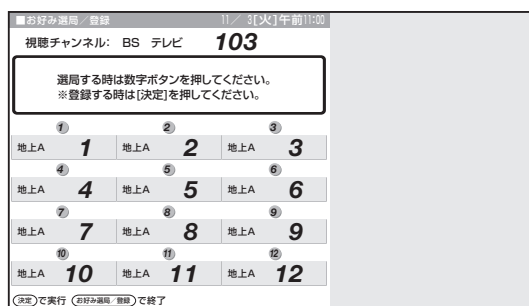 ■お好み選局／登録 11／ 3[火]午前11:00
視聴チャンネル: BS テレビ 103
選局する時は数字ボタンを押してください。
※登録する時は[決定]を押してください。
1 2 3
地上A 1 地上A 2 地上A 3
4 5 6
地上A 4 地上A 5 地上A 6
7 8 9
地上A 7 地上A 8 地上A 9
10 11 12
地上A 10 地上A 11 地上A 12
決定で実行 お好み選局／登録で終了